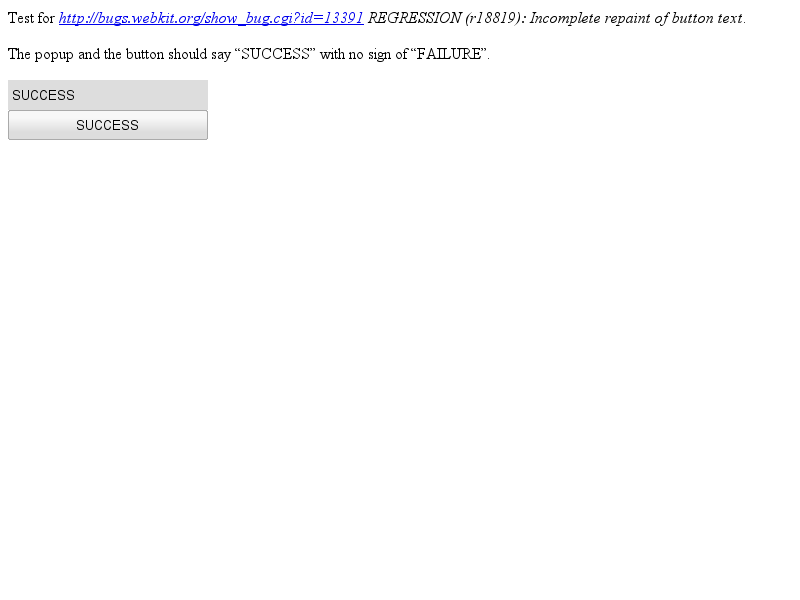 Test for http://bugs.webkit.org/show_bug.cgi?id=13391 REGRESSION (r18819): Incomplete repaint of button text.
The popup and the button should say “SUCCESS” with no sign of “FAILURE”.
SUCCESS
SUCCESS